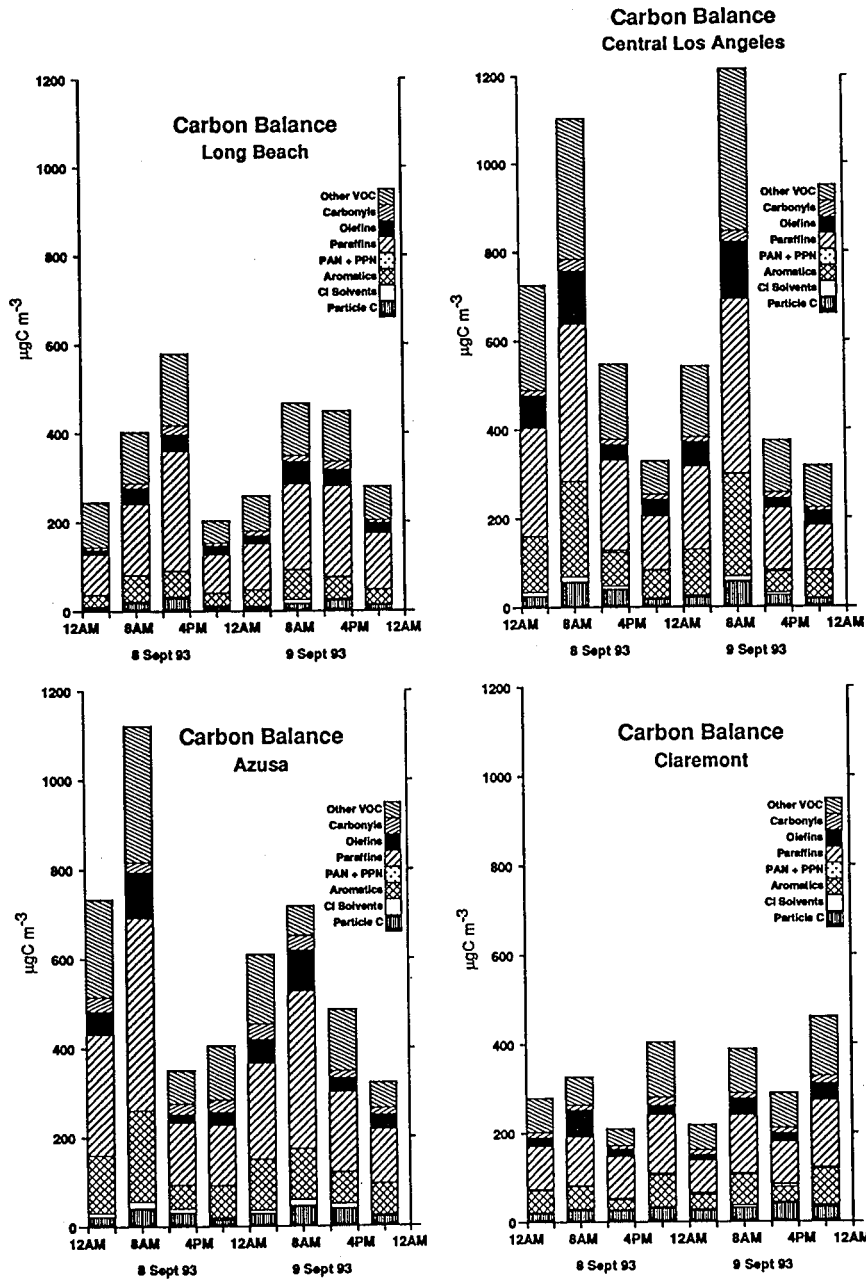 Carbon Balance
Long Beach
1200
1000
800
600
400
200
0
µgC m-3
Other VOC
Carbonyls
Olefins
Paraffins
PAN + PPN
Aromatics
Cl Solvents
Particle C
12AM 8AM 4PM 12AM 8AM 4PM 12AM
8 Sept 93 9 Sept 93
Carbon Balance
Central Los Angeles
1200
1000
800
600
400
200
0
µgC m-3
Other VOC
Carbonyls
Olefins
Paraffins
PAN + PPN
Aromatics
Cl Solvents
Particle C
12AM 8AM 4PM 12AM 8AM 4PM 12AM
8 Sept 93 9 Sept 93
Carbon Balance
Azusa
1200
1000
800
600
400
200
0
µgC m-3
Other VOC
Carbonyls
Olefins
Paraffins
PAN + PPN
Aromatics
Cl Solvents
Particle C
12AM 8AM 4PM 12AM 8AM 4PM 12AM
8 Sept 93 9 Sept 93
Carbon Balance
Claremont
1200
1000
800
600
400
200
0
µgC m-3
Other VOC
Carbonyls
Olefins
Paraffins
PAN + PPN
Aromatics
Cl Solvents
Particle C
12AM 8AM 4PM 12AM 8AM 4PM 12AM
8 Sept 93 9 Sept 93